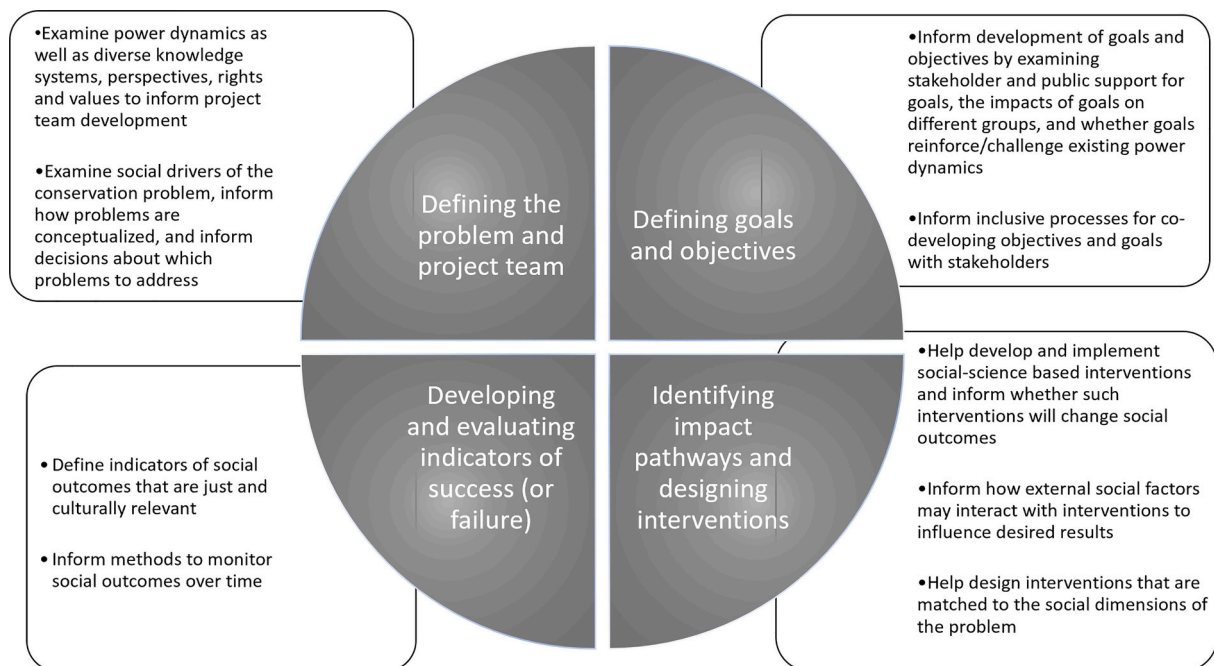 •Examine power dynamics as
well as diverse knowledge
systems, perspectives, rights
and values to inform project
team development
•Examine social drivers of the
conservation problem, inform
how problems are
conceptualized, and inform
decisions about which
problems to address
Defining the
problem and
project team
Defining goals
and objectives
•Inform development of goals and
objectives by examining
stakeholder and public support for
goals, the impacts of goals on
different groups, and whether goals
reinforce/challenge existing power
dynamics
•Inform inclusive processes for co-
developing objectives and goals
with stakeholders
• Define indicators of social
outcomes that are just and
culturally relevant
• Inform methods to monitor
social outcomes over time
Developing
and evaluating
indicators of
success (or
failure)
Identifying
impact
pathways and
designing
interventions
•Help develop and implement
social-science based interventions
and inform whether such
interventions will change social
outcomes
•Inform how external social factors
may interact with interventions to
influence desired results
•Help design interventions that are
matched to the social dimensions of
the problem